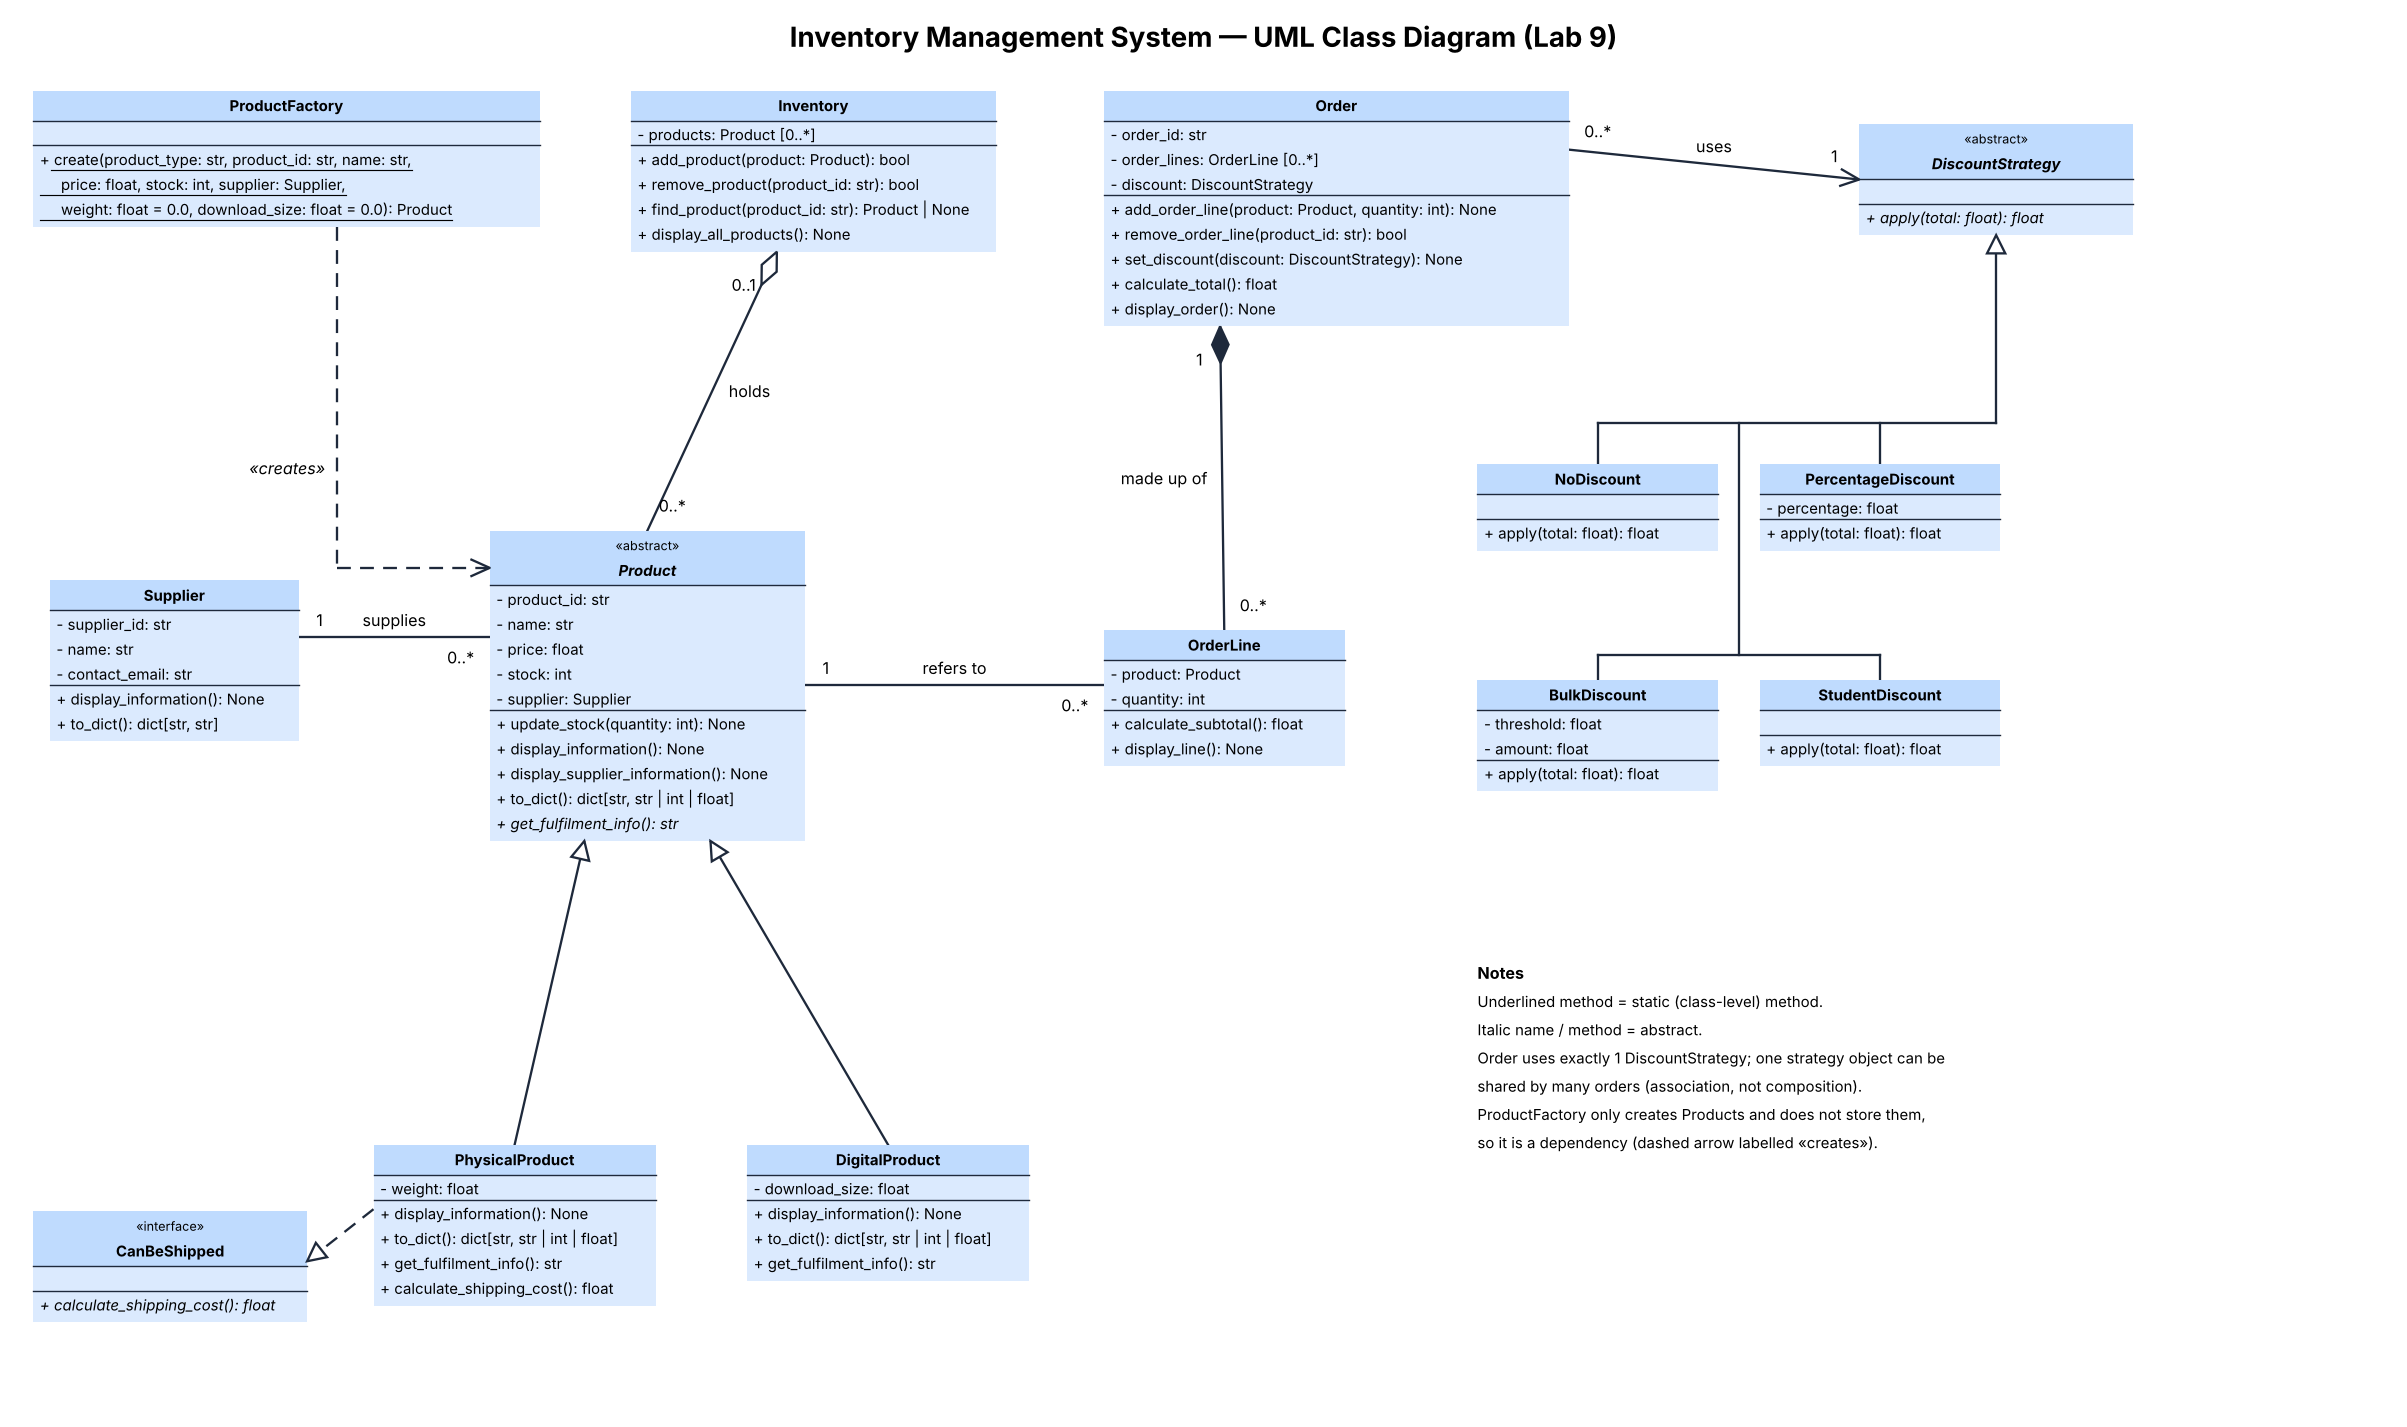 Inventory Management System — UML Class Diagram (Lab 9)
ProductFactory
+ create(product_type: str, product_id: str, name: str,
price: float, stock: int, supplier: Supplier,
weight: float = 0.0, download_size: float = 0.0): Product
Inventory
- products: Product [0..*]
+ add_product(product: Product): bool
+ remove_product(product_id: str): bool
+ find_product(product_id: str): Product | None
+ display_all_products(): None
Order
- order_id: str
- order_lines: OrderLine [0..*]
- discount: DiscountStrategy
+ add_order_line(product: Product, quantity: int): None
+ remove_order_line(product_id: str): bool
+ set_discount(discount: DiscountStrategy): None
+ calculate_total(): float
+ display_order(): None
0..*
uses
1
«abstract»
DiscountStrategy
+ apply(total: float): float
0..1
holds
0..*
«creates»
1
made up of
0..*
NoDiscount
+ apply(total: float): float
PercentageDiscount
- percentage: float
+ apply(total: float): float
Supplier
- supplier_id: str
- name: str
- contact_email: str
+ display_information(): None
+ to_dict(): dict[str, str]
1
supplies
0..*
«abstract»
Product
- product_id: str
- name: str
- price: float
- stock: int
- supplier: Supplier
+ update_stock(quantity: int): None
+ display_information(): None
+ display_supplier_information(): None
+ to_dict(): dict[str, str | int | float]
+ get_fulfilment_info(): str
1
refers to
0..*
OrderLine
- product: Product
- quantity: int
+ calculate_subtotal(): float
+ display_line(): None
BulkDiscount
- threshold: float
- amount: float
+ apply(total: float): float
StudentDiscount
+ apply(total: float): float
Notes
Underlined method = static (class-level) method.
Italic name / method = abstract.
Order uses exactly 1 DiscountStrategy; one strategy object can be
shared by many orders (association, not composition).
ProductFactory only creates Products and does not store them,
so it is a dependency (dashed arrow labelled «creates»).
«interface»
CanBeShipped
+ calculate_shipping_cost(): float
PhysicalProduct
- weight: float
+ display_information(): None
+ to_dict(): dict[str, str | int | float]
+ get_fulfilment_info(): str
+ calculate_shipping_cost(): float
DigitalProduct
- download_size: float
+ display_information(): None
+ to_dict(): dict[str, str | int | float]
+ get_fulfilment_info(): str